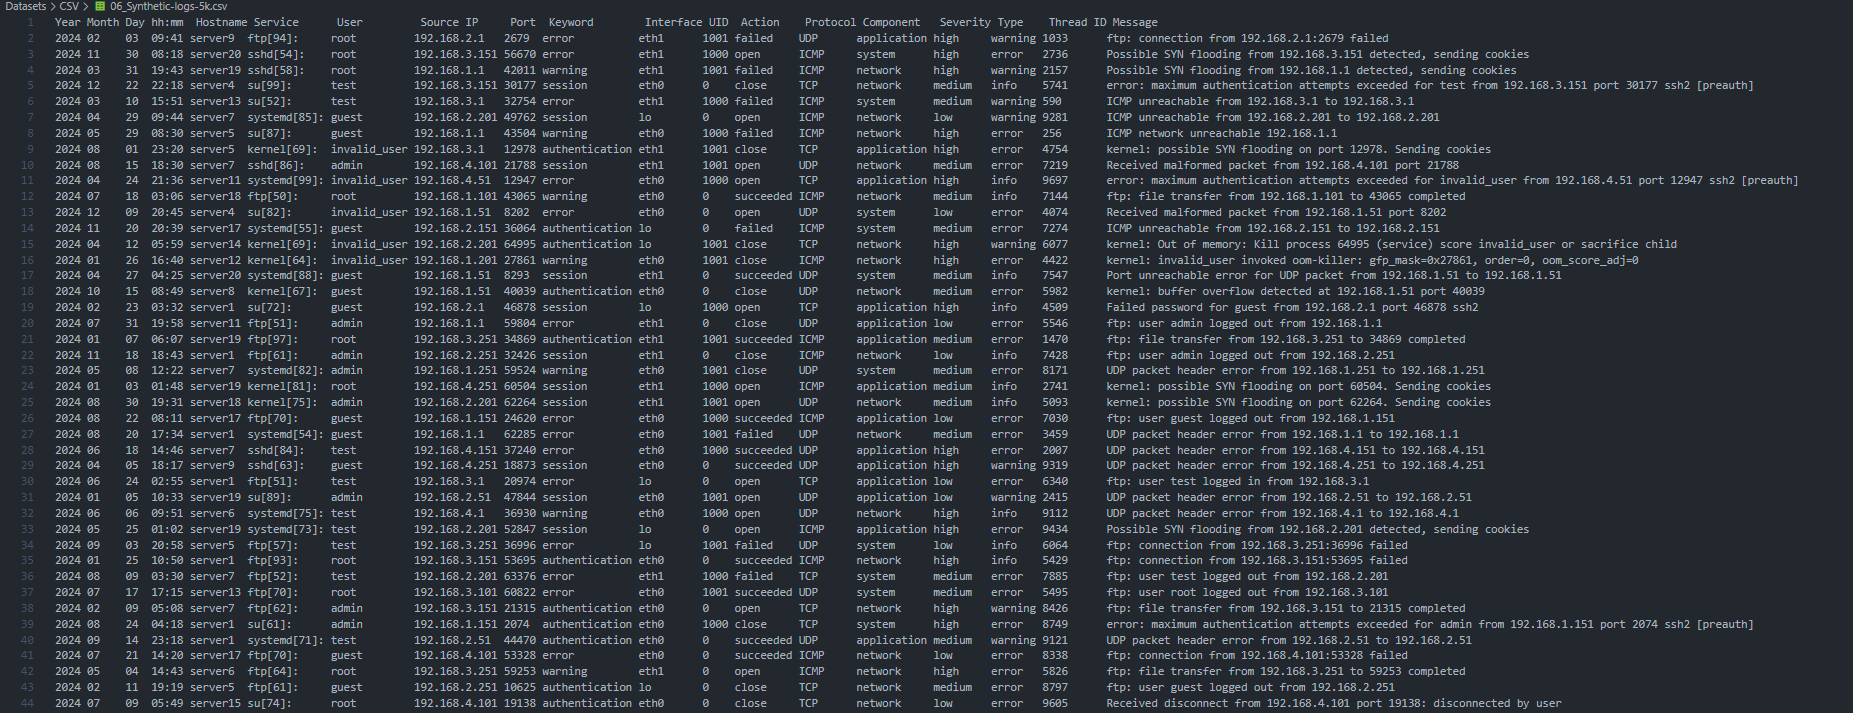 Datasets > CSV > 06_Synthetic-logs-5k.csv
1 Year Month Day hh:mm Hostname Service User Source IP Port Keyword Interface UID Action Protocol Component Severity Type Thread ID Message
2 2024 02 03 09:41 server9 ftp[94]: root 192.168.2.1 2679 error eth1 1001 failed UDP application high warning 1033 ftp: connection from 192.168.2.1:2679 failed
3 2024 11 30 08:18 server20 sshd[54]: root 192.168.3.151 56670 error eth1 1000 open ICMP system high error 2736 Possible SYN flooding from 192.168.3.151 detected, sending cookies
4 2024 03 31 19:43 server19 sshd[58]: root 192.168.1.1 42011 warning eth1 1001 failed ICMP network high warning 2157 Possible SYN flooding from 192.168.1.1 detected, sending cookies
5 2024 12 22 22:18 server4 su[99]: test 192.168.3.151 30177 session eth0 0 close TCP network medium info 5741 error: maximum authentication attempts exceeded for test from 192.168.3.151 port 30177 ssh2 [preauth]
6 2024 03 10 15:51 server13 su[52]: test 192.168.3.1 32754 error eth1 1000 failed ICMP system medium warning 590 ICMP unreachable from 192.168.3.1 to 192.168.3.1
7 2024 04 29 09:44 server7 systemd[85]: guest 192.168.2.201 49762 session lo 0 open ICMP network low warning 9281 ICMP unreachable from 192.168.2.201 to 192.168.2.201
8 2024 05 29 08:30 server5 su[87]: guest 192.168.1.1 43504 warning eth0 1000 failed ICMP network high error 256 ICMP network unreachable 192.168.1.1
9 2024 08 01 23:20 server5 kernel[69]: invalid_user 192.168.3.1 12978 authentication eth1 1001 close TCP application high error 4754 kernel: possible SYN flooding on port 12978. Sending cookies
10 2024 08 15 18:30 server7 sshd[86]: admin 192.168.4.101 21788 session eth1 1001 open UDP network medium error 7219 Received malformed packet from 192.168.4.101 port 21788
11 2024 04 24 21:36 server11 systemd[99]: invalid_user 192.168.4.51 12947 error eth0 1000 open TCP application high error 9697 error: maximum authentication attempts exceeded for invalid_user from 192.168.4.51 port 12947 ssh2 [preauth]
12 2024 07 18 03:06 server18 ftp[50]: root 192.168.1.101 43065 warning eth0 0 succeeded ICMP network medium info 7144 ftp: file transfer from 192.168.1.101 to 43065 completed
13 2024 12 09 20:45 server4 su[82]: invalid_user 192.168.1.51 8202 error eth0 0 open UDP system low error 4074 Received malformed packet from 192.168.1.51 port 8202
14 2024 11 20 20:39 server17 systemd[55]: guest 192.168.2.151 36064 authentication lo 0 failed ICMP system medium error 7274 ICMP unreachable from 192.168.2.151 to 192.168.2.151
15 2024 04 12 05:59 server14 kernel[69]: invalid_user 192.168.2.201 64995 authentication lo 1001 close TCP network high warning 6077 kernel: Out of memory: Kill process 64995 (service) score invalid_user or sacrifice child
16 2024 01 26 16:40 server12 kernel[64]: invalid_user 192.168.1.201 27861 warning eth0 1001 close ICMP network high error 4422 kernel: invalid_user invoked oom-killer: gfp_mask=0x27861, order=0, oom_score_adj=0
17 2024 04 27 04:25 server20 systemd[88]: guest 192.168.1.51 8293 session eth1 0 succeeded UDP system medium info 7547 Port unreachable error for UDP packet from 192.168.1.51 to 192.168.1.51
18 2024 10 15 08:49 server8 kernel[67]: guest 192.168.1.51 40039 authentication eth0 0 close UDP network medium error 5982 kernel: buffer overflow detected at 192.168.1.51 port 40039
19 2024 02 23 03:32 server1 su[72]: guest 192.168.2.1 46878 session lo 1000 open TCP application high info 4509 Failed password for guest from 192.168.2.1 port 46878 ssh2
20 2024 07 31 19:58 server11 ftp[51]: admin 192.168.1.1 59804 error eth1 0 close UDP application low error 5546 ftp: user admin logged out from 192.168.1.1
21 2024 01 07 06:07 server19 ftp[97]: root 192.168.3.251 34869 authentication eth1 1001 succeeded ICMP application medium error 1470 ftp: file transfer from 192.168.3.251 to 34869 completed
22 2024 11 18 18:43 server1 ftp[61]: admin 192.168.2.251 32426 session eth1 0 close ICMP network low info 7428 ftp: user admin logged out from 192.168.2.251
23 2024 05 08 12:22 server7 systemd[82]: admin 192.168.1.251 59524 warning eth0 1001 close UDP system medium error 8171 UDP packet header error from 192.168.1.251 to 192.168.1.251
24 2024 01 03 01:48 server19 kernel[81]: root 192.168.4.251 60504 session eth1 1000 open ICMP application medium info 2741 kernel: possible SYN flooding on port 60504. Sending cookies
25 2024 08 30 19:31 server18 kernel[75]: admin 192.168.2.201 62264 session eth1 1001 open UDP network medium info 5093 kernel: possible SYN flooding on port 62264. Sending cookies
26 2024 08 22 08:11 server17 ftp[70]: guest 192.168.1.151 24620 error eth0 1000 succeeded ICMP application low error 7030 ftp: user guest logged out from 192.168.1.151
27 2024 08 20 17:34 server1 systemd[54]: guest 192.168.1.1 62285 error eth0 1001 failed UDP network medium error 3459 UDP packet header error from 192.168.1.1 to 192.168.1.1
28 2024 06 18 14:46 server7 sshd[84]: test 192.168.4.151 37240 error eth0 1000 succeeded UDP application high error 2007 UDP packet header error from 192.168.4.151 to 192.168.4.151
29 2024 04 05 18:17 server9 sshd[63]: guest 192.168.4.251 18873 session eth0 0 succeeded UDP application high warning 9319 UDP packet header error from 192.168.4.251 to 192.168.4.251
30 2024 06 24 02:55 server1 ftp[51]: test 192.168.3.1 20974 error lo 0 open TCP application low error 6340 ftp: user test logged in from 192.168.3.1
31 2024 01 05 10:33 server19 su[89]: admin 192.168.2.51 47844 session eth0 1001 open UDP application low warning 2415 UDP packet header error from 192.168.2.51 to 192.168.2.51
32 2024 06 06 09:51 server6 systemd[75]: test 192.168.4.1 36930 warning eth0 1000 open UDP network high info 9112 UDP packet header error from 192.168.4.1 to 192.168.4.1
33 2024 05 25 01:02 server19 systemd[73]: test 192.168.2.201 52847 session lo 0 open ICMP application high error 9434 Possible SYN flooding from 192.168.2.201 detected, sending cookies
34 2024 09 03 20:58 server5 ftp[57]: test 192.168.3.251 36996 error lo 1001 failed UDP system low info 6064 ftp: connection from 192.168.3.251:36996 failed
35 2024 01 25 10:50 server1 ftp[93]: root 192.168.3.151 53695 authentication eth0 0 succeeded ICMP network high info 5429 ftp: connection from 192.168.3.151:53695 failed
36 2024 08 09 03:30 server7 ftp[52]: test 192.168.2.201 63376 error eth1 1000 failed TCP system medium error 7885 ftp: user test logged out from 192.168.2.201
37 2024 07 17 17:15 server13 ftp[70]: root 192.168.3.101 60822 error eth0 1001 succeeded UDP system medium error 5495 ftp: user root logged out from 192.168.3.101
38 2024 02 09 05:08 server7 ftp[62]: admin 192.168.3.151 21315 authentication eth0 0 open TCP network high warning 8426 ftp: file transfer from 192.168.3.151 to 21315 completed
39 2024 08 24 04:18 server1 su[61]: admin 192.168.1.151 2074 authentication eth0 1000 close TCP system high error 8749 error: maximum authentication attempts exceeded for admin from 192.168.1.151 port 2074 ssh2 [preauth]
40 2024 09 14 23:18 server1 systemd[71]: test 192.168.2.51 44470 authentication eth0 0 succeeded UDP application medium warning 9121 UDP packet header error from 192.168.2.51 to 192.168.2.51
41 2024 07 21 14:20 server17 ftp[70]: guest 192.168.4.101 53328 error eth0 0 succeeded ICMP network low error 8338 ftp: connection from 192.168.4.101:53328 failed
42 2024 05 04 14:43 server6 ftp[64]: root 192.168.3.251 59253 warning eth1 0 open ICMP system high error 5826 ftp: file transfer from 192.168.3.251 to 59253 completed
43 2024 02 11 19:19 server5 ftp[61]: guest 192.168.2.251 10625 authentication lo 0 close TCP network medium error 8797 ftp: user guest logged out from 192.168.2.251
44 2024 07 09 05:49 server15 su[74]: root 192.168.4.101 19138 authentication eth0 0 close TCP network low error 9605 Received disconnect from 192.168.4.101 port 19138: disconnected by user